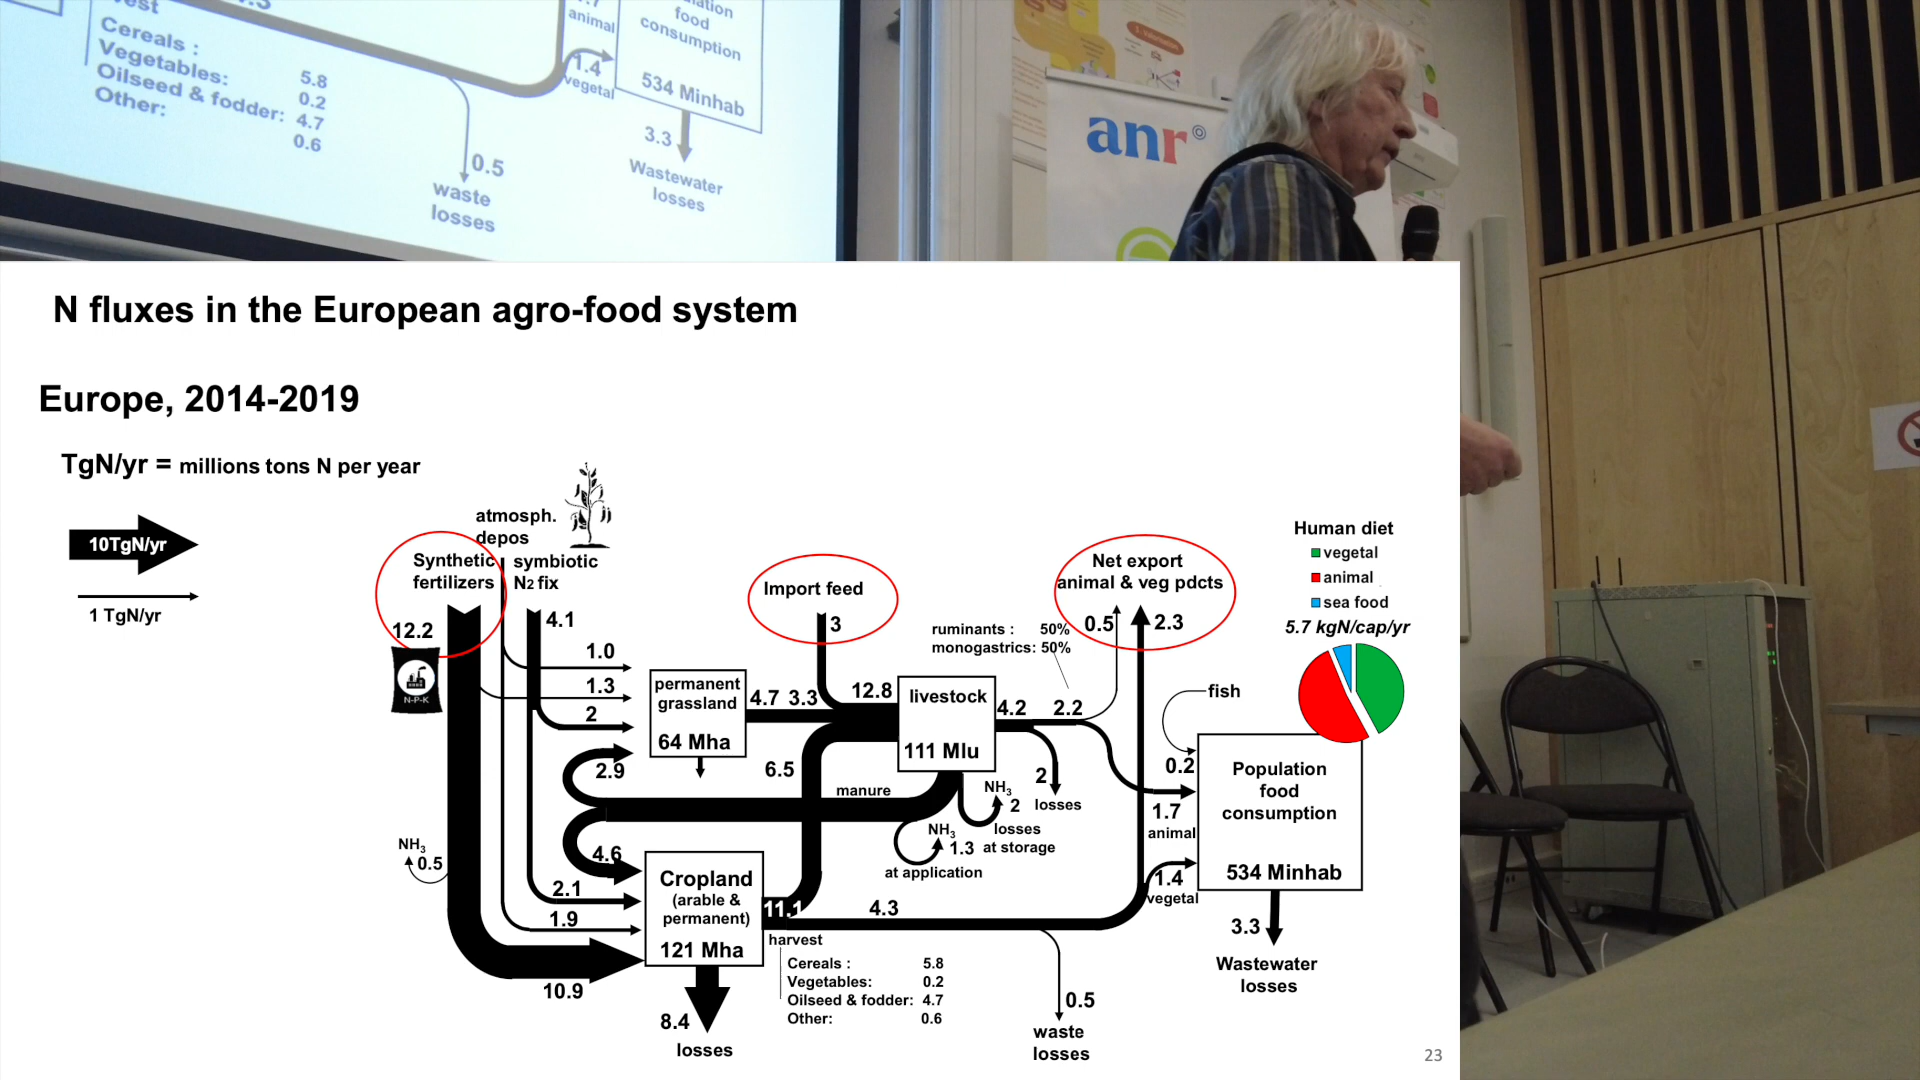 Cereals :
5.8
Vegetables:
0.2
Oilseed & fodder:
4.7
Other:
0.6
animal
1.4
vegetal
food
consumption
534 Minhab
0.5
waste
losses
3.3
Wastewater
losses
anr
N fluxes in the European agro-food system
Europe, 2014-2019
TgN/yr = millions tons N per year
10TgN/yr
1 TgN/yr
atmosph.
depos
Synthetic
fertilizers
symbiotic
N2 fix
12.2
N-P-K
4.1
1.0
1.3
2
2.9
NH3
0.5
4.6
2.1
1.9
10.9
permanent
grassland
64 Mha
Cropland
(arable &
permanent)
121 Mha
8.4
losses
Import feed
3
4.7 3.3
12.8
6.5
livestock
111 Mlu
manure
NH3
1.3
at application
NH3
2
losses
at storage
4.2
2.2
2
losses
ruminants : 50%
monogastrics: 50%
Net export
animal & veg pdcts
0.5
2.3
11.1
harvest
Cereals : 5.8
Vegetables: 0.2
Oilseed & fodder: 4.7
Other: 0.6
4.3
0.5
waste
losses
fish
0.2
1.7
animal
1.4
vegetal
Population
food
consumption
534 Minhab
3.3
Wastewater
losses
Human diet
vegetal
animal
sea food
5.7 kgN/cap/yr
23